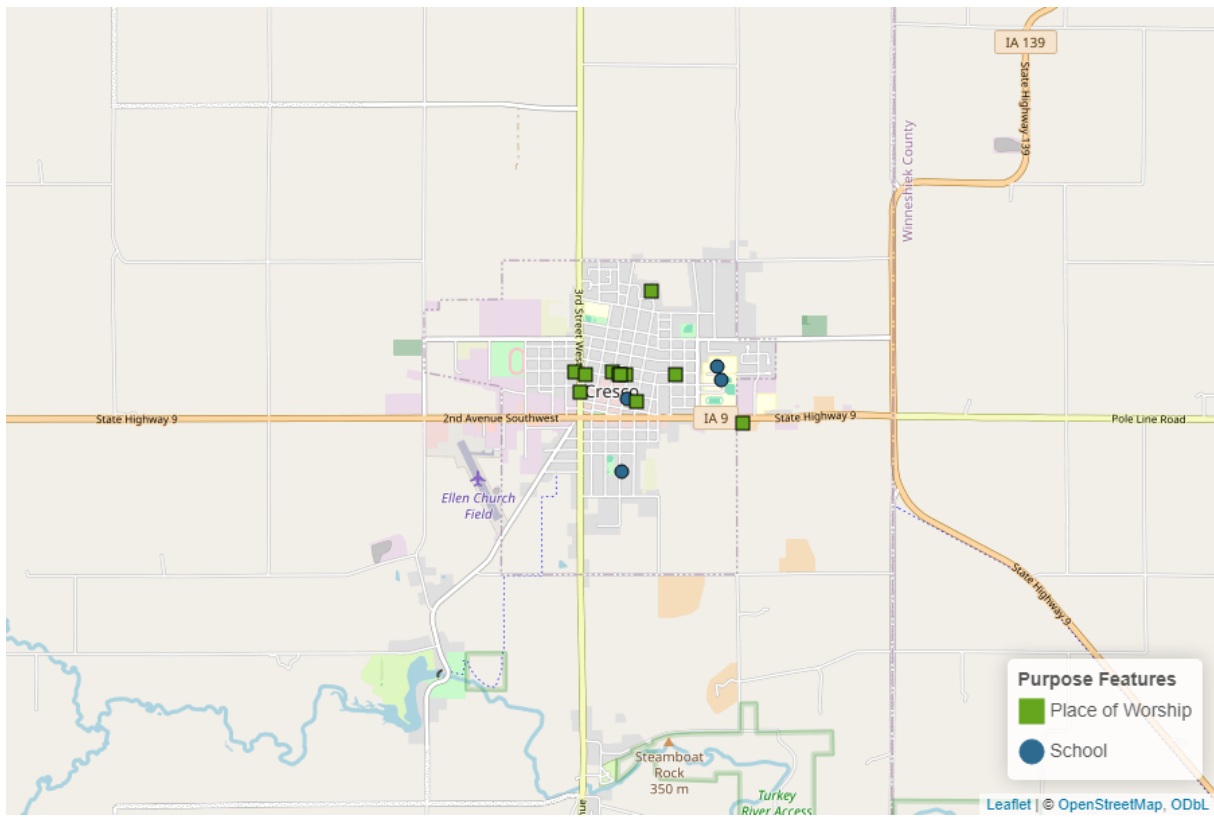 IA 139
State Highway 139
Winneshiek County
3rd Street West
Cresco
State Highway 9
2nd Avenue Southwest
IA 9
State Highway 9
Pole Line Road
Ellen Church
Field
State Highway 9
Purpose Features
Place of Worship
School
Steamboat
Rock
350 m
Turkey
River Access
Leaflet | © OpenStreetMap, ODbL